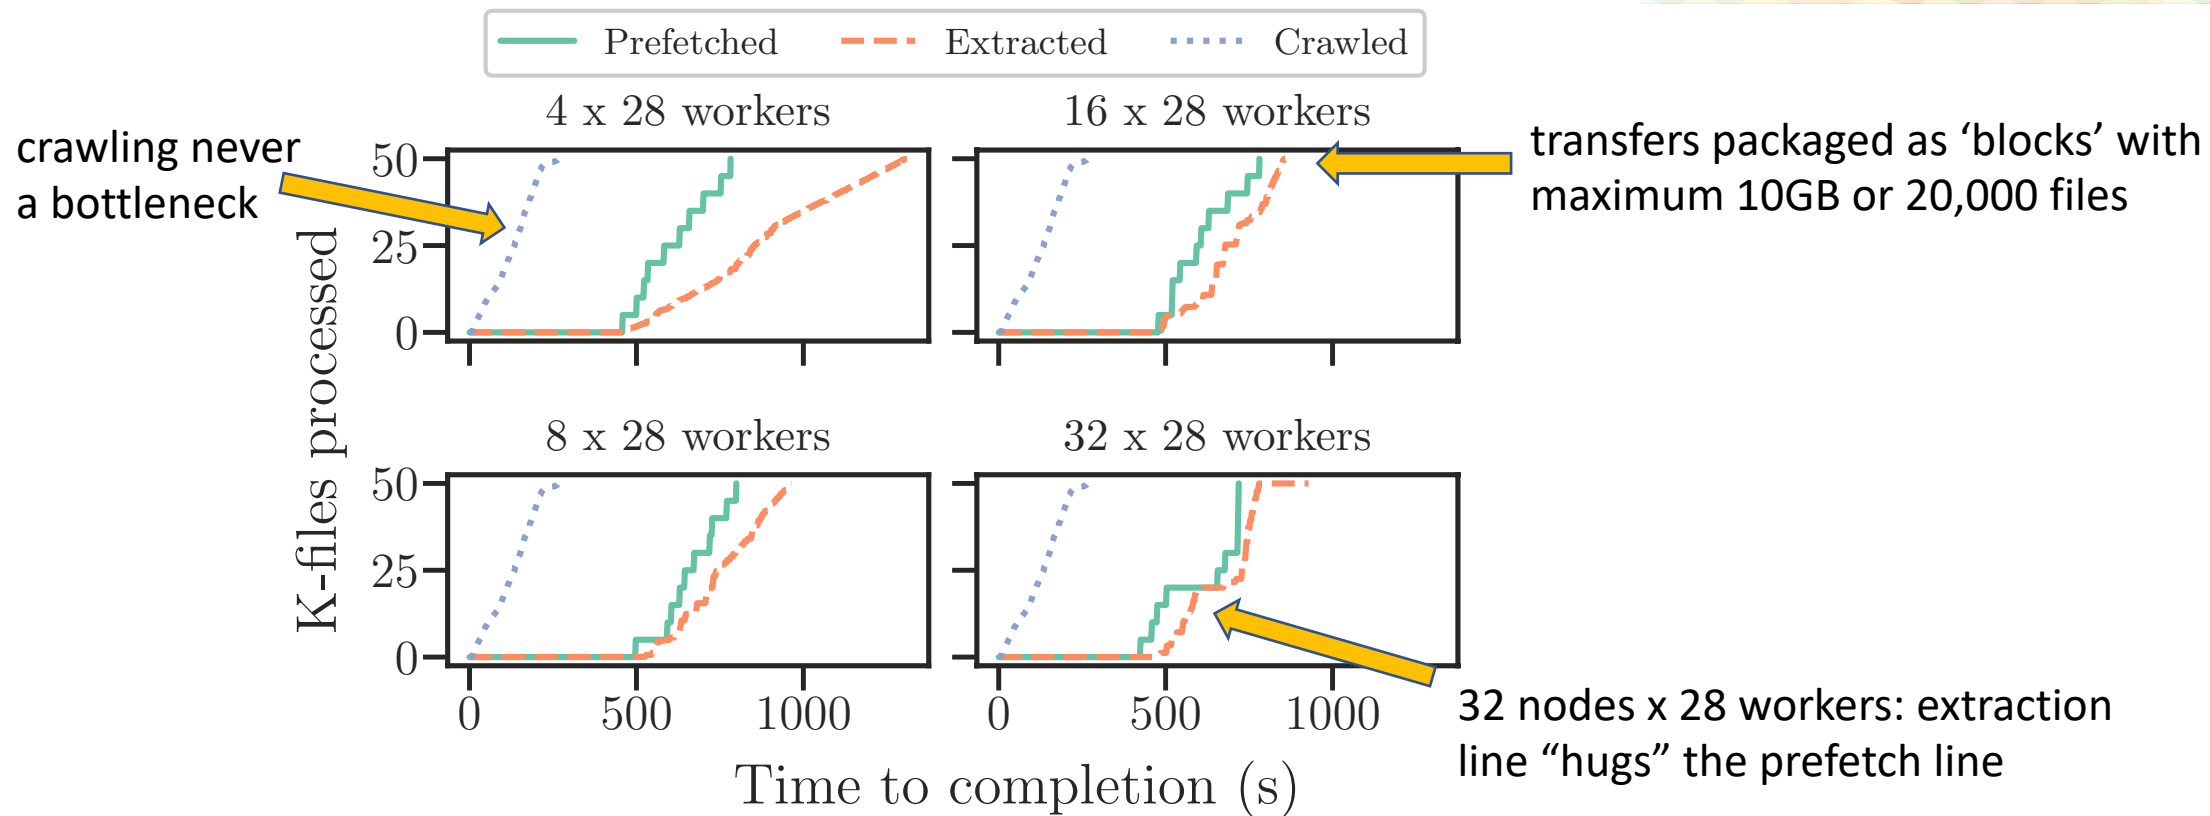 Prefetched Extracted Crawled
4 x 28 workers
16 x 28 workers
crawling never
a bottleneck
transfers packaged as ‘blocks’ with
maximum 10GB or 20,000 files
50
25
0
K-files processed
8 x 28 workers
32 x 28 workers
50
25
0
0 500 1000
0 500 1000
32 nodes x 28 workers: extraction
line “hugs” the prefetch line
Time to completion (s)